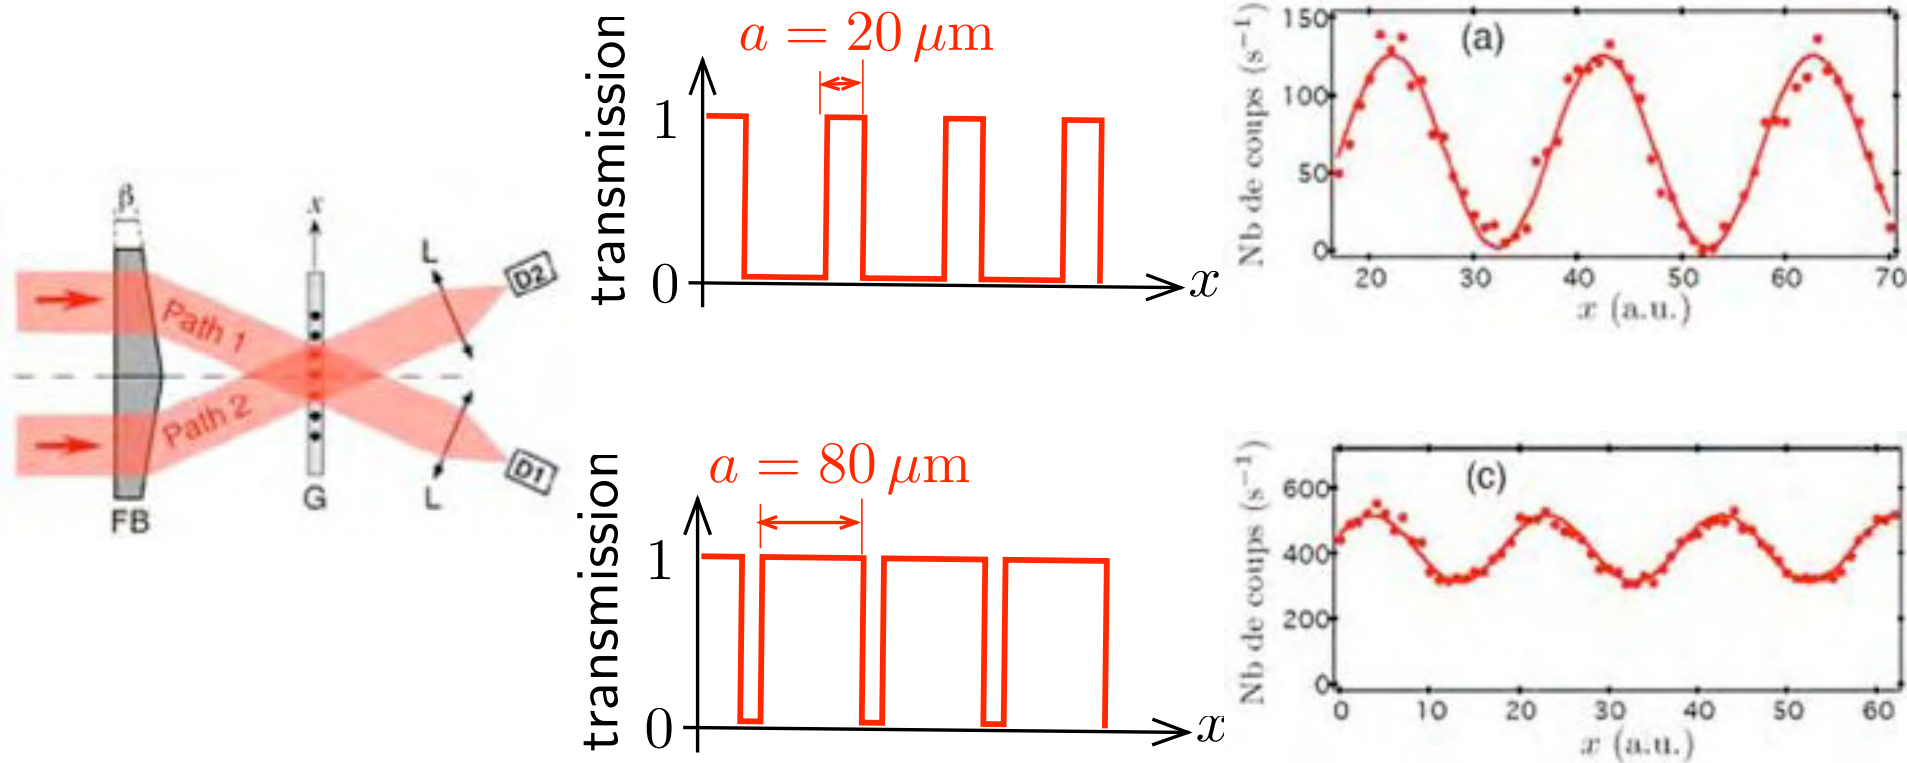 β
x
L
D2
Path 1
Path 2
L
D1
FB
G
a = 20 μm
transmission
1
0
x
a = 80 μm
transmission
1
0
x
(a)
Nb de coups (s⁻¹)
150
100
50
0
20 30 40 50 60 70
x (a.u.)
(c)
Nb de coups (s⁻¹)
600
400
200
0
0 10 20 30 40 50 60
x (a.u.)